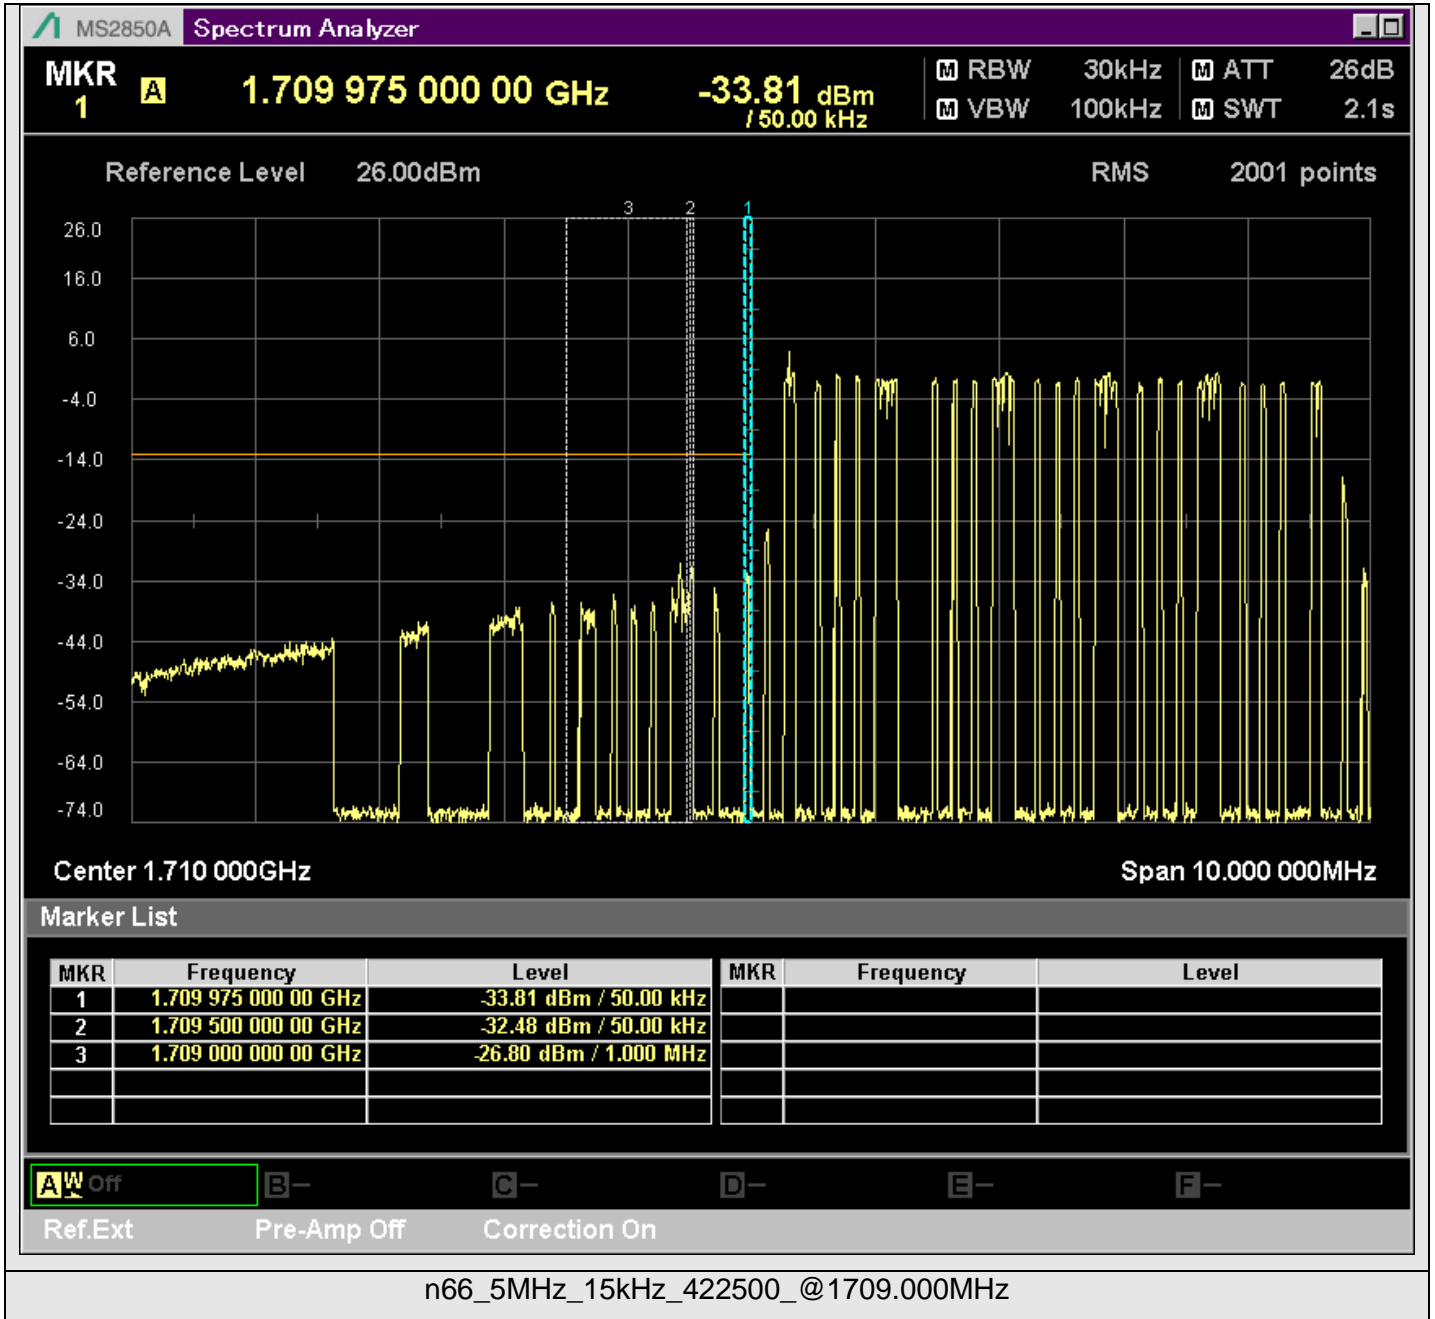 MS2850A Spectrum Analyzer
MKR 1 A 1.709 975 000 00 GHz -33.81 dBm / 50.00 kHz
M RBW 30kHz M ATT 26dB
M VBW 100kHz M SWT 2.1s
Reference Level 26.00dBm RMS 2001 points
3 2 1
26.0
16.0
6.0
-4.0
-14.0
-24.0
-34.0
-44.0
-54.0
-64.0
-74.0
Center 1.710 000GHz Span 10.000 000MHz
Marker List
MKR Frequency Level MKR Frequency Level
1 1.709 975 000 00 GHz -33.81 dBm / 50.00 kHz
2 1.709 500 000 00 GHz -32.48 dBm / 50.00 kHz
3 1.709 000 000 00 GHz -26.80 dBm / 1.000 MHz
A W Off B - C - D - E - F -
Ref.Ext Pre-Amp Off Correction On
n66_5MHz_15kHz_422500_@1709.000MHz